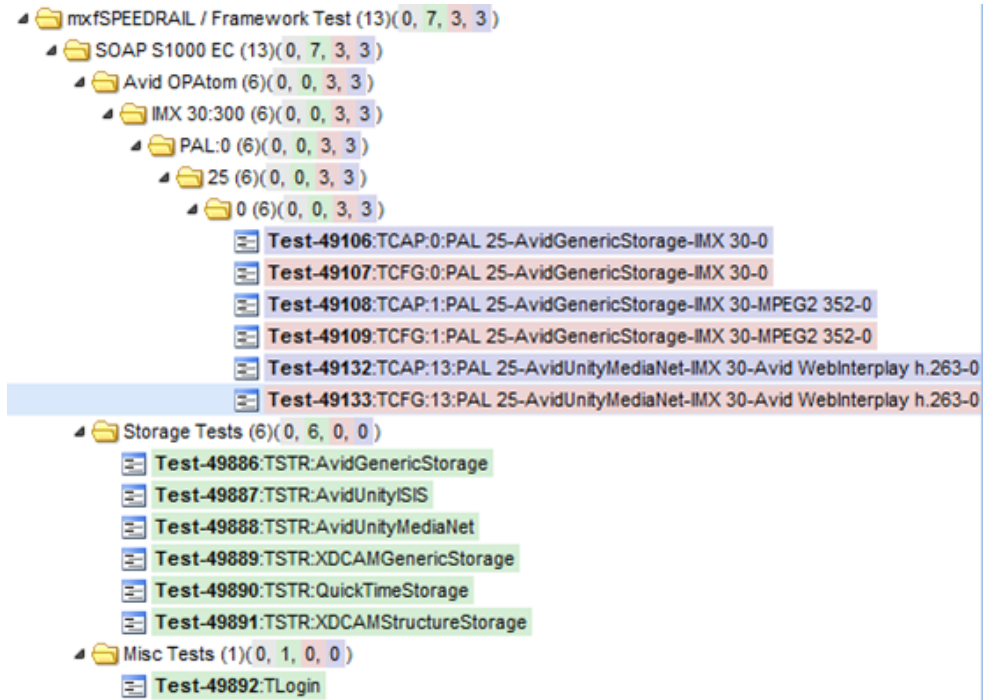 mxfSPEEDRAIL / Framework Test (13)( 0, 7, 3, 3 )
SOAP S1000 EC (13)( 0, 7, 3, 3 )
Avid OPAtom (6)( 0, 0, 3, 3 )
IMX 30:300 (6)( 0, 0, 3, 3 )
PAL:0 (6)( 0, 0, 3, 3 )
25 (6)( 0, 0, 3, 3 )
0 (6)( 0, 0, 3, 3 )
Test-49106:TCAP:0:PAL 25-AvidGenericStorage-IMX 30-0
Test-49107:TCFG:0:PAL 25-AvidGenericStorage-IMX 30-0
Test-49108:TCAP:1:PAL 25-AvidGenericStorage-IMX 30-MPEG2 352-0
Test-49109:TCFG:1:PAL 25-AvidGenericStorage-IMX 30-MPEG2 352-0
Test-49132:TCAP:13:PAL 25-AvidUnityMediaNet-IMX 30-Avid WebInterplay h.263-0
Test-49133:TCFG:13:PAL 25-AvidUnityMediaNet-IMX 30-Avid WebInterplay h.263-0
Storage Tests (6)( 0, 6, 0, 0 )
Test-49886:TSTR:AvidGenericStorage
Test-49887:TSTR:AvidUnityISIS
Test-49888:TSTR:AvidUnityMediaNet
Test-49889:TSTR:XDCAMGenericStorage
Test-49890:TSTR:QuickTimeStorage
Test-49891:TSTR:XDCAMStructureStorage
Misc Tests (1)( 0, 1, 0, 0 )
Test-49892:TLogin